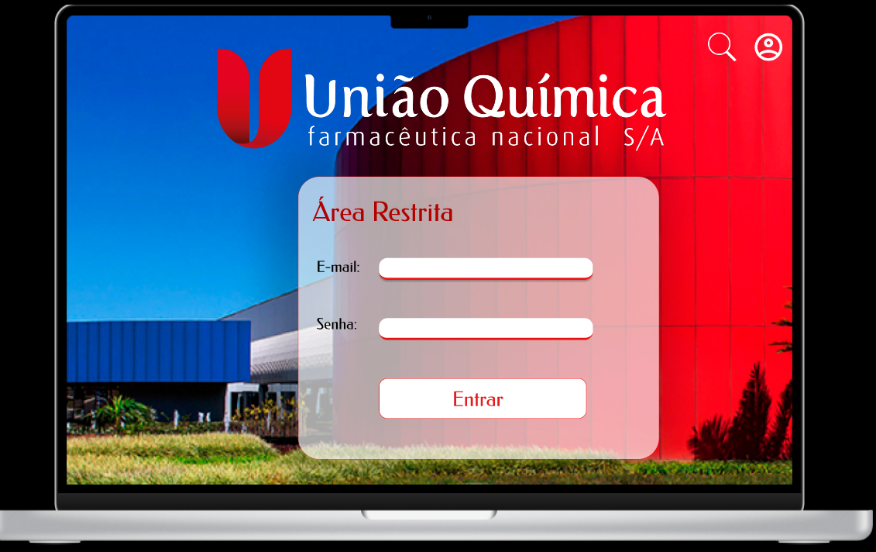 União Química
farmacêutica nacional S/A
Área Restrita
E-mail:
Senha:
Entrar